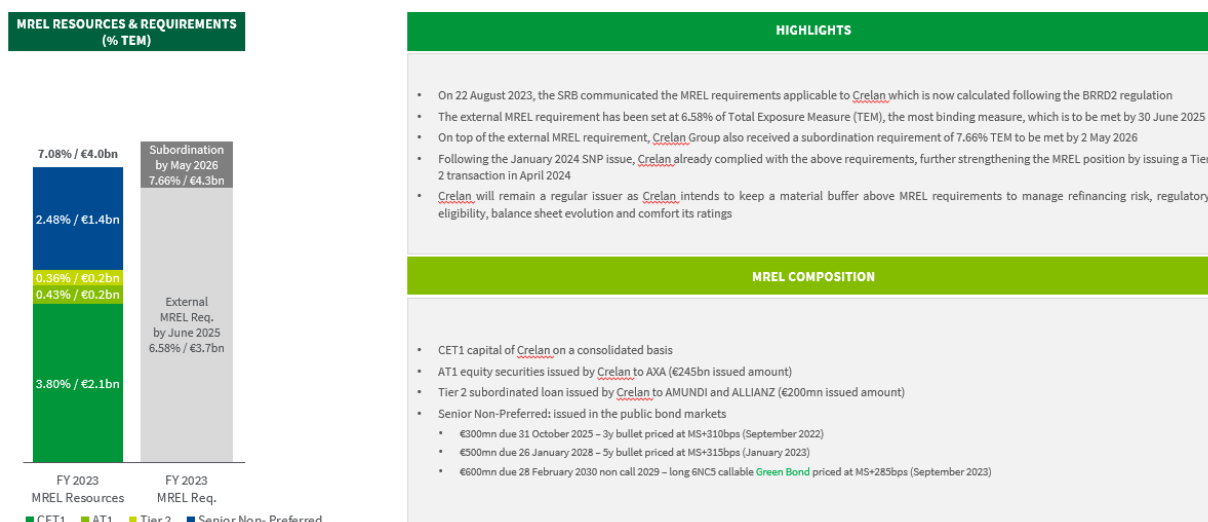 MREL RESOURCES & REQUIREMENTS
(% TEM)
7.08% / €4.0bn
2.48% / €1.4bn
0.36% / €0.2bn
0.43% / €0.2bn
3.80% / €2.1bn
Subordination
by May 2026
7.66% / €4.3bn
External
MREL Req.
by June 2025
6.58% / €3.7bn
FY 2023
MREL Resources
FY 2023
MREL Req.
CET1 AT1 Tier 2 Senior Non- Preferred
HIGHLIGHTS
• On 22 August 2023, the SRB communicated the MREL requirements applicable to Crelan which is now calculated following the BRRD2 regulation
• The external MREL requirement has been set at 6.58% of Total Exposure Measure (TEM), the most binding measure, which is to be met by 30 June 2025
• On top of the external MREL requirement, Crelan Group also received a subordination requirement of 7.66% TEM to be met by 2 May 2026
• Following the January 2024 SNP issue, Crelan already complied with the above requirements, further strengthening the MREL position by issuing a Tier
2 transaction in April 2024
• Crelan will remain a regular issuer as Crelan intends to keep a material buffer above MREL requirements to manage refinancing risk, regulatory
eligibility, balance sheet evolution and comfort its ratings
MREL COMPOSITION
• CET1 capital of Crelan on a consolidated basis
• AT1 equity securities issued by Crelan to AXA (€245bn issued amount)
• Tier 2 subordinated loan issued by Crelan to AMUNDI and ALLIANZ (€200mn issued amount)
• Senior Non-Preferred: issued in the public bond markets
• €300mn due 31 October 2025 – 3y bullet priced at MS+310bps (September 2022)
• €500mn due 26 January 2028 – 5y bullet priced at MS+315bps (January 2023)
• €600mn due 28 February 2030 non call 2029 – long 6NC5 callable Green Bond priced at MS+285bps (September 2023)